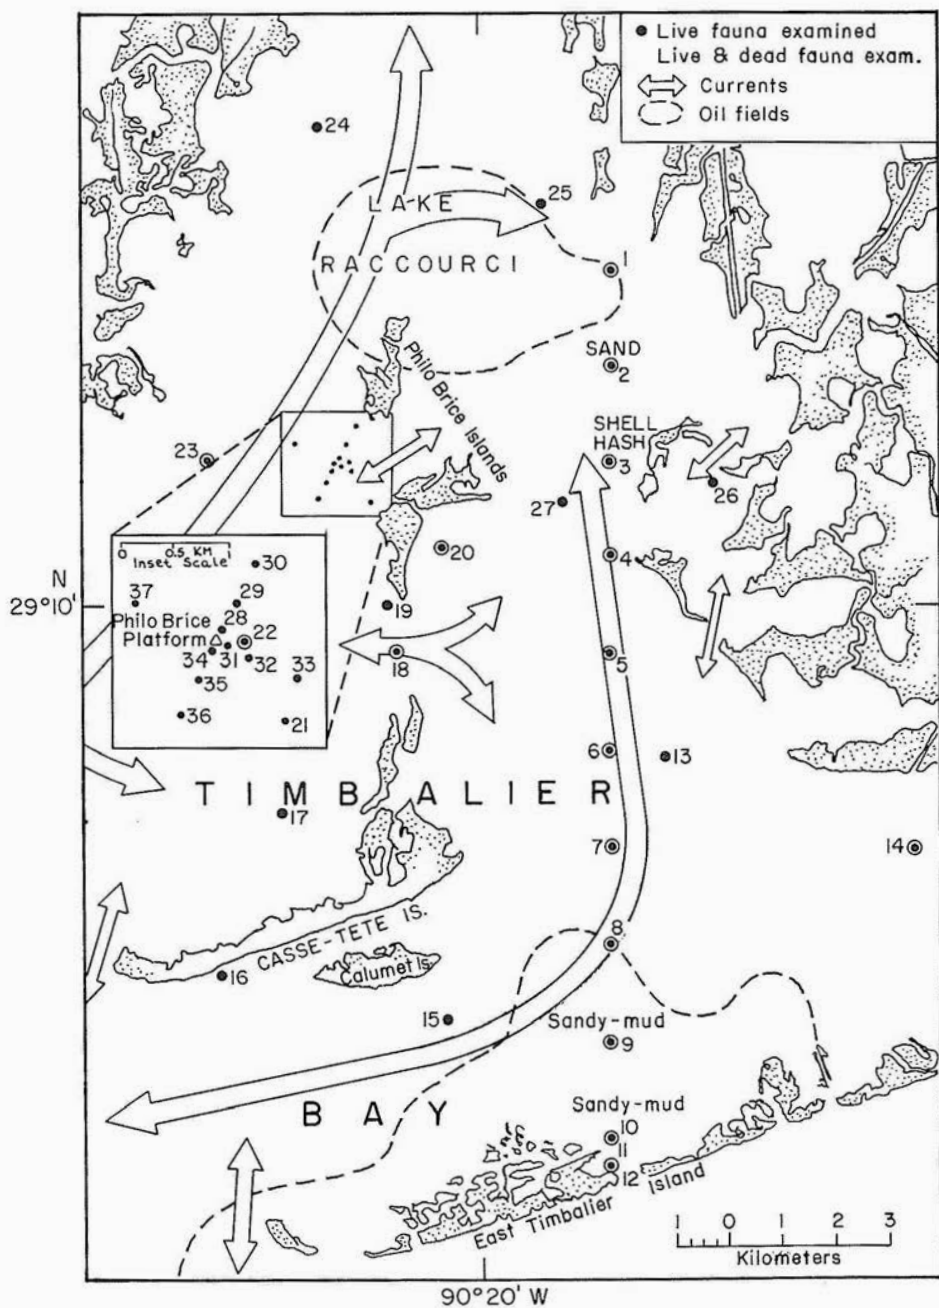 Live fauna examined
Live & dead fauna exam.
Currents
Oil fields
24
25
LAKE
RACCOURCI
1
SAND
2
Philo Brice Islands
SHELL
HASH
23
3
26
27
20
4
0 0.5 KM
Inset Scale
30
37
29
N
29°10'
19
28
Philo Brice
Platform
22
34
31
32
33
18
5
35
36
21
6
13
TIMBALIER
17
7
14
8
CASSE-TETE IS.
16
Calumet Is.
15
Sandy-mud
9
BAY
Sandy-mud
10
11
12
East Timbalier Island
1 0 1 2 3
Kilometers
90°20' W